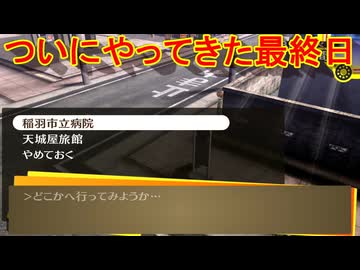 ついにやってきた最終日
稲羽市立病院
天城屋旅館
やめておく
>どこかへ行ってみようか…